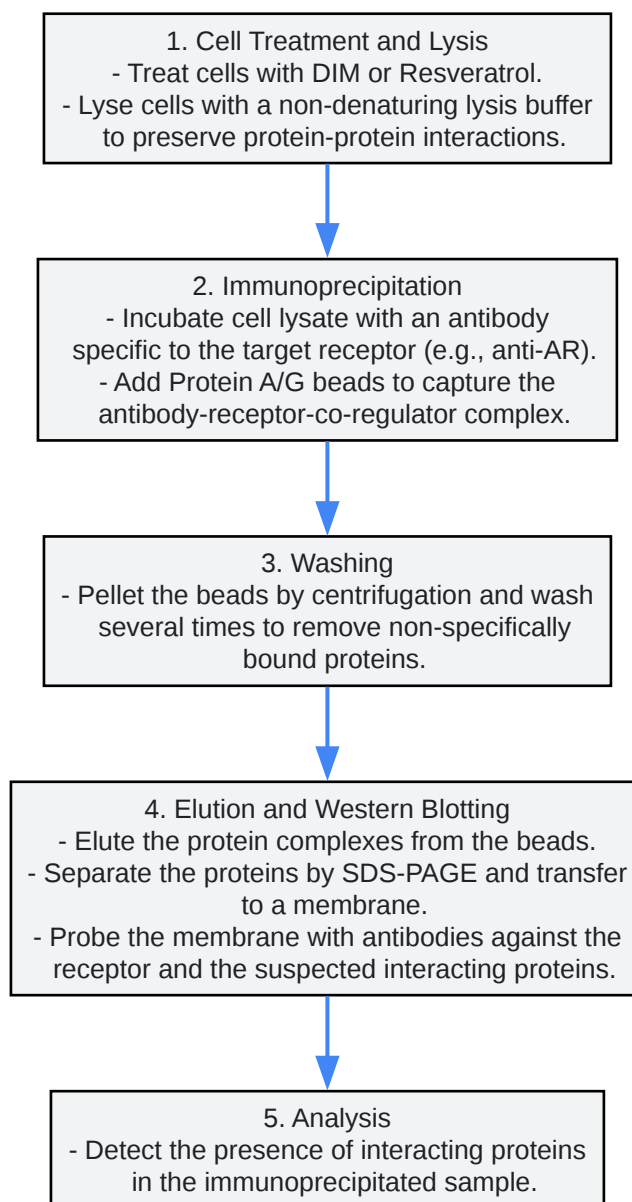 1. Cell Treatment and Lysis
- Treat cells with DIM or Resveratrol.
- Lyse cells with a non-denaturing lysis buffer
to preserve protein-protein interactions.
2. Immunoprecipitation
- Incubate cell lysate with an antibody
specific to the target receptor (e.g., anti-AR).
- Add Protein A/G beads to capture the
antibody-receptor-co-regulator complex.
3. Washing
- Pellet the beads by centrifugation and wash
several times to remove non-specifically
bound proteins.
4. Elution and Western Blotting
- Elute the protein complexes from the beads.
- Separate the proteins by SDS-PAGE and transfer
to a membrane.
- Probe the membrane with antibodies against the
receptor and the suspected interacting proteins.
5. Analysis
- Detect the presence of interacting proteins
in the immunoprecipitated sample.